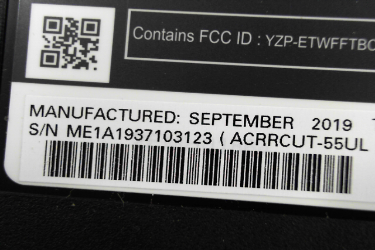 Contains FCC ID : YZP-ETWFFTBC
MANUFACTURED: SEPTEMBER 2019
S/N ME1A1937103123 ( ACRRCUT-55UL